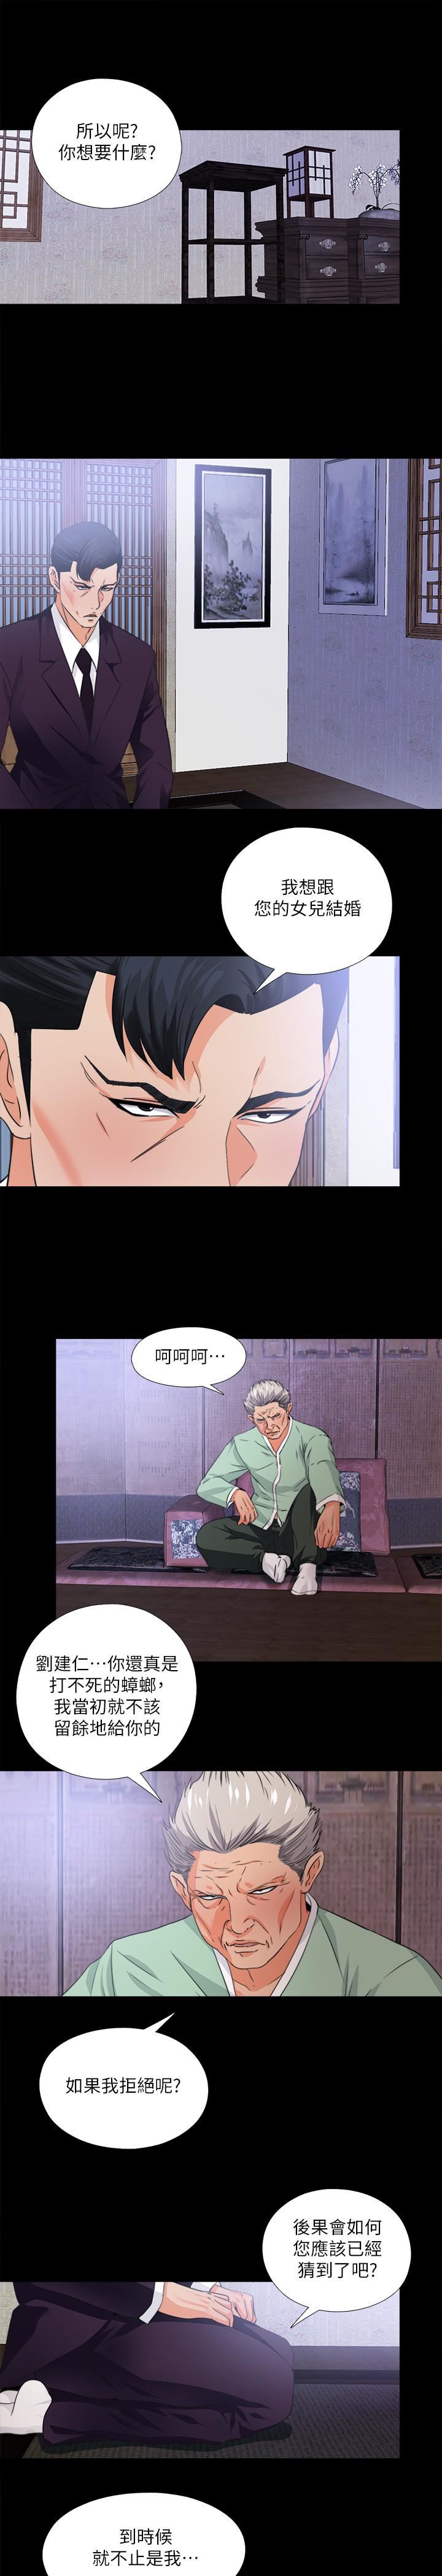 所以呢?
你想要什麼?
我想跟
您的女兒結婚
呵呵呵⋯
劉建仁⋯你還真是
打不死的蟑螂，
我當初就不該
留餘地給你的
如果我拒絕呢?
後果會如何
您應該已經
猜到了吧?
到時候
就不止是我⋯